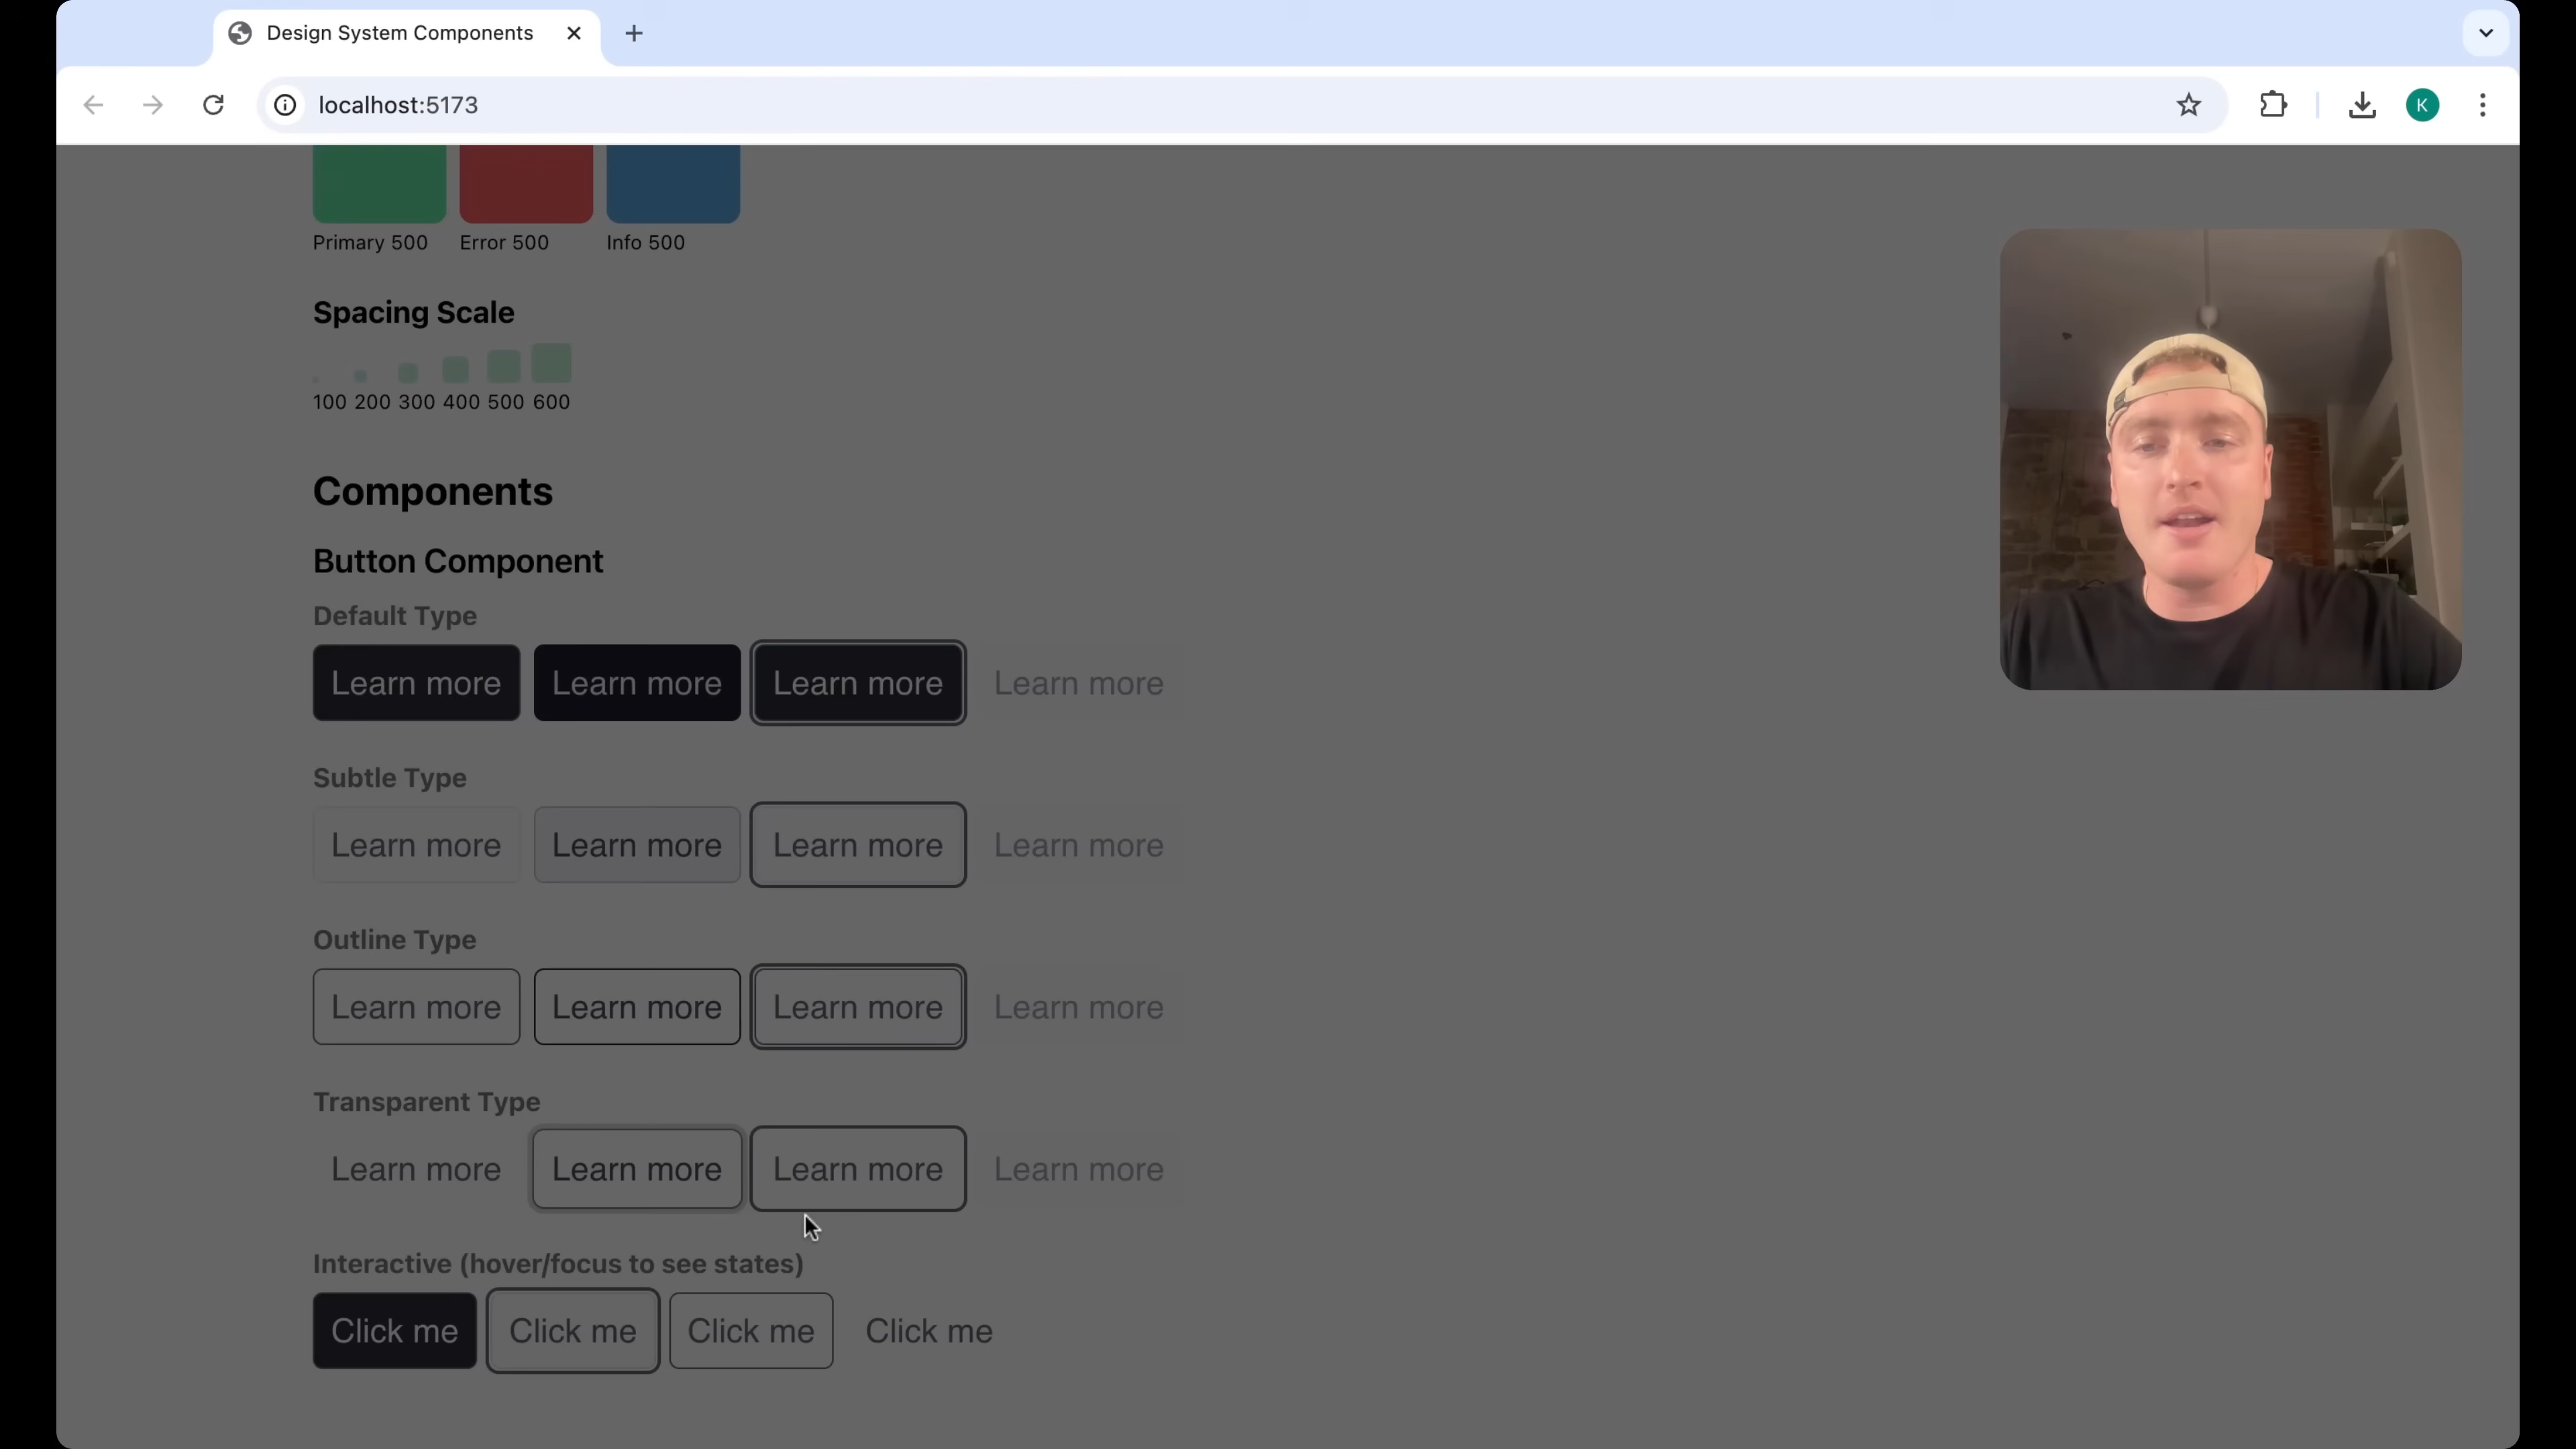 Design System Components
localhost:5173
K
Primary 500 Error 500 Info 500
Spacing Scale
100 200 300 400 500 600
Components
Button Component
Default Type
Learn more Learn more Learn more Learn more
Subtle Type
Learn more Learn more Learn more Learn more
Outline Type
Learn more Learn more Learn more Learn more
Transparent Type
Learn more Learn more Learn more Learn more
Interactive (hover/focus to see states)
Click me Click me Click me Click me